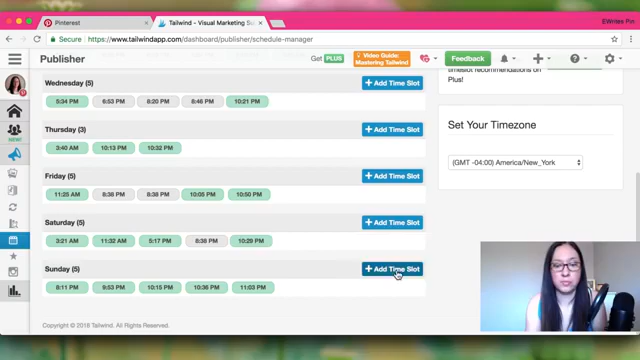 Pinterest
Tailwind - Visual Marketing Su
EWrites Pin
Secure https://www.tailwindapp.com/dashboard/publisher/schedule-manager
Publisher
Get PLUS
Video Guide:
Mastering Tailwind
Feedback
Wednesday (5)
Add Time Slot
5:34 PM 6:53 PM 8:20 PM 8:46 PM 10:21 PM
timeslot recommendations on
Plus!
Thursday (3)
Add Time Slot
3:40 AM 10:13 PM 10:32 PM
Set Your Timezone
(GMT -04:00) America/New_York
Friday (5)
Add Time Slot
11:25 AM 8:36 PM 8:38 PM 10:05 PM 10:50 PM
Saturday (5)
Add Time Slot
3:21 AM 11:32 AM 5:17 PM 8:38 PM 10:29 PM
Sunday (5)
Add Time Slot
8:11 PM 9:53 PM 10:15 PM 10:36 PM 11:03 PM
Copyright © 2018 Tailwind. All Rights Reserved.
NEW!